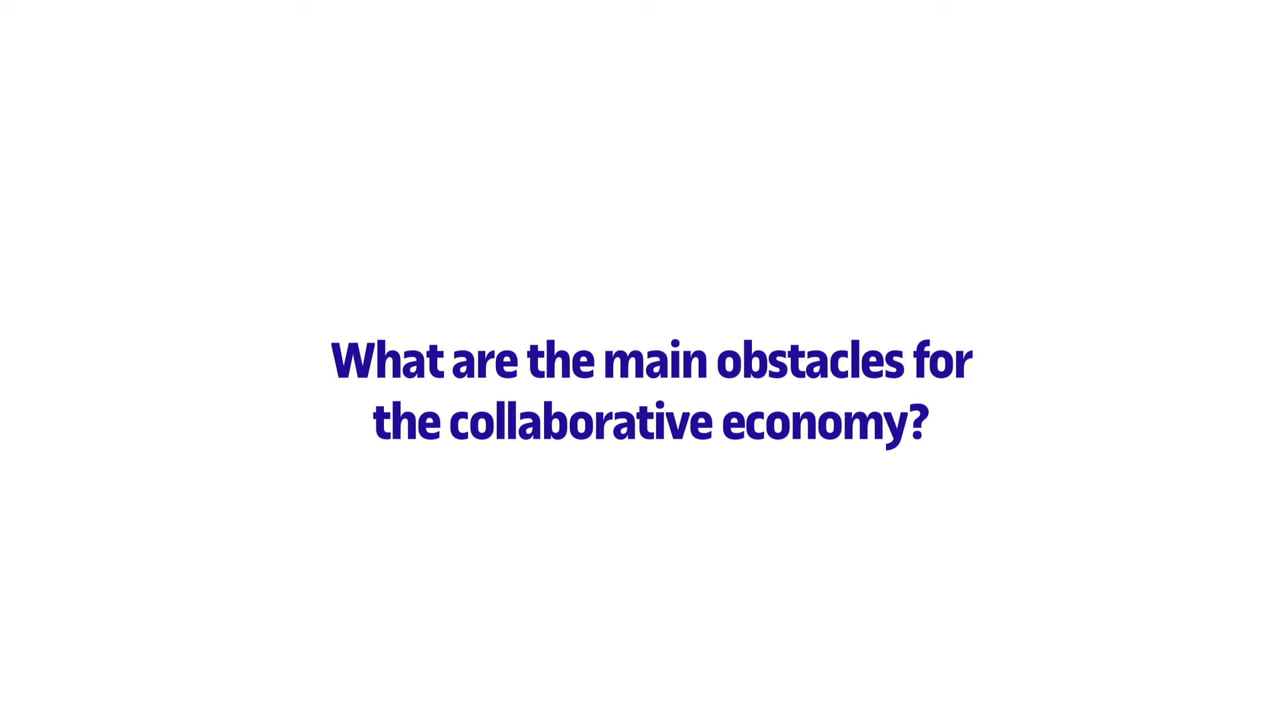 What are the main obstacles for
the collaborative economy?